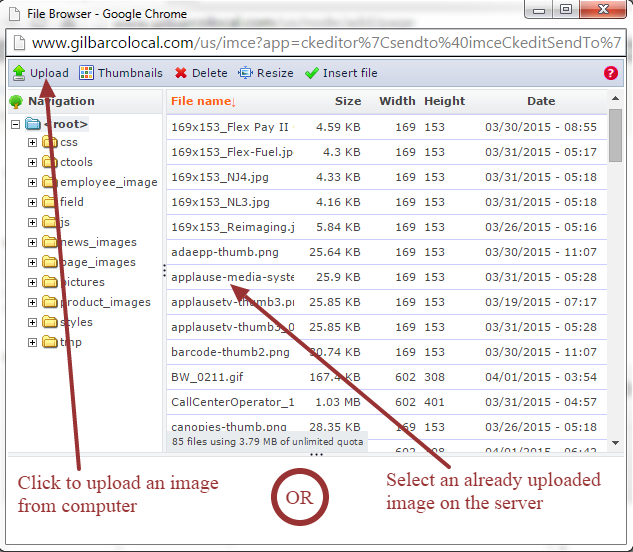 File Browser - Google Chrome
www.gilbarcolocal.com/us/imce?app=ckeditor%7Csendto%40imceCkeditSendTo%7
Upload Thumbnails Delete Resize Insert file ?
Navigation
<root>
css
ctools
employee_image
field
js
news_images
page_images
pictures
product_images
styles
tmp
File name↓ Size Width Height Date
169x153_Flex Pay II 4.59 KB 169 153 03/30/2015 - 08:55
169x153_Flex-Fuel.jp 4.3 KB 169 153 03/31/2015 - 05:17
169x153_NJ4.jpg 4.33 KB 169 153 03/31/2015 - 05:18
169x153_NL3.jpg 4.16 KB 169 153 03/31/2015 - 05:18
169x153_Reimaging.j 5.84 KB 169 153 03/26/2015 - 05:16
adaepp-thumb.png 25.64 KB 169 153 03/30/2015 - 11:07
applause-media-syste 25.9 KB 169 153 03/31/2015 - 05:28
applausetv-thumb3.pr 25.85 KB 169 153 03/19/2015 - 07:17
applausetv-thumb3_0 25.85 KB 169 153 03/31/2015 - 05:28
barcode-thumb2.png 30.74 KB 169 153 03/30/2015 - 11:07
BW_0211.gif 167.4 KB 602 308 04/01/2015 - 03:54
CallCenterOperator_1 1.03 MB 602 401 03/31/2015 - 04:57
canopies-thumb.png 28.35 KB 169 153 03/26/2015 - 05:18
85 files using 3.79 MB of unlimited quota
Click to upload an image
from computer
OR
Select an already uploaded
image on the server